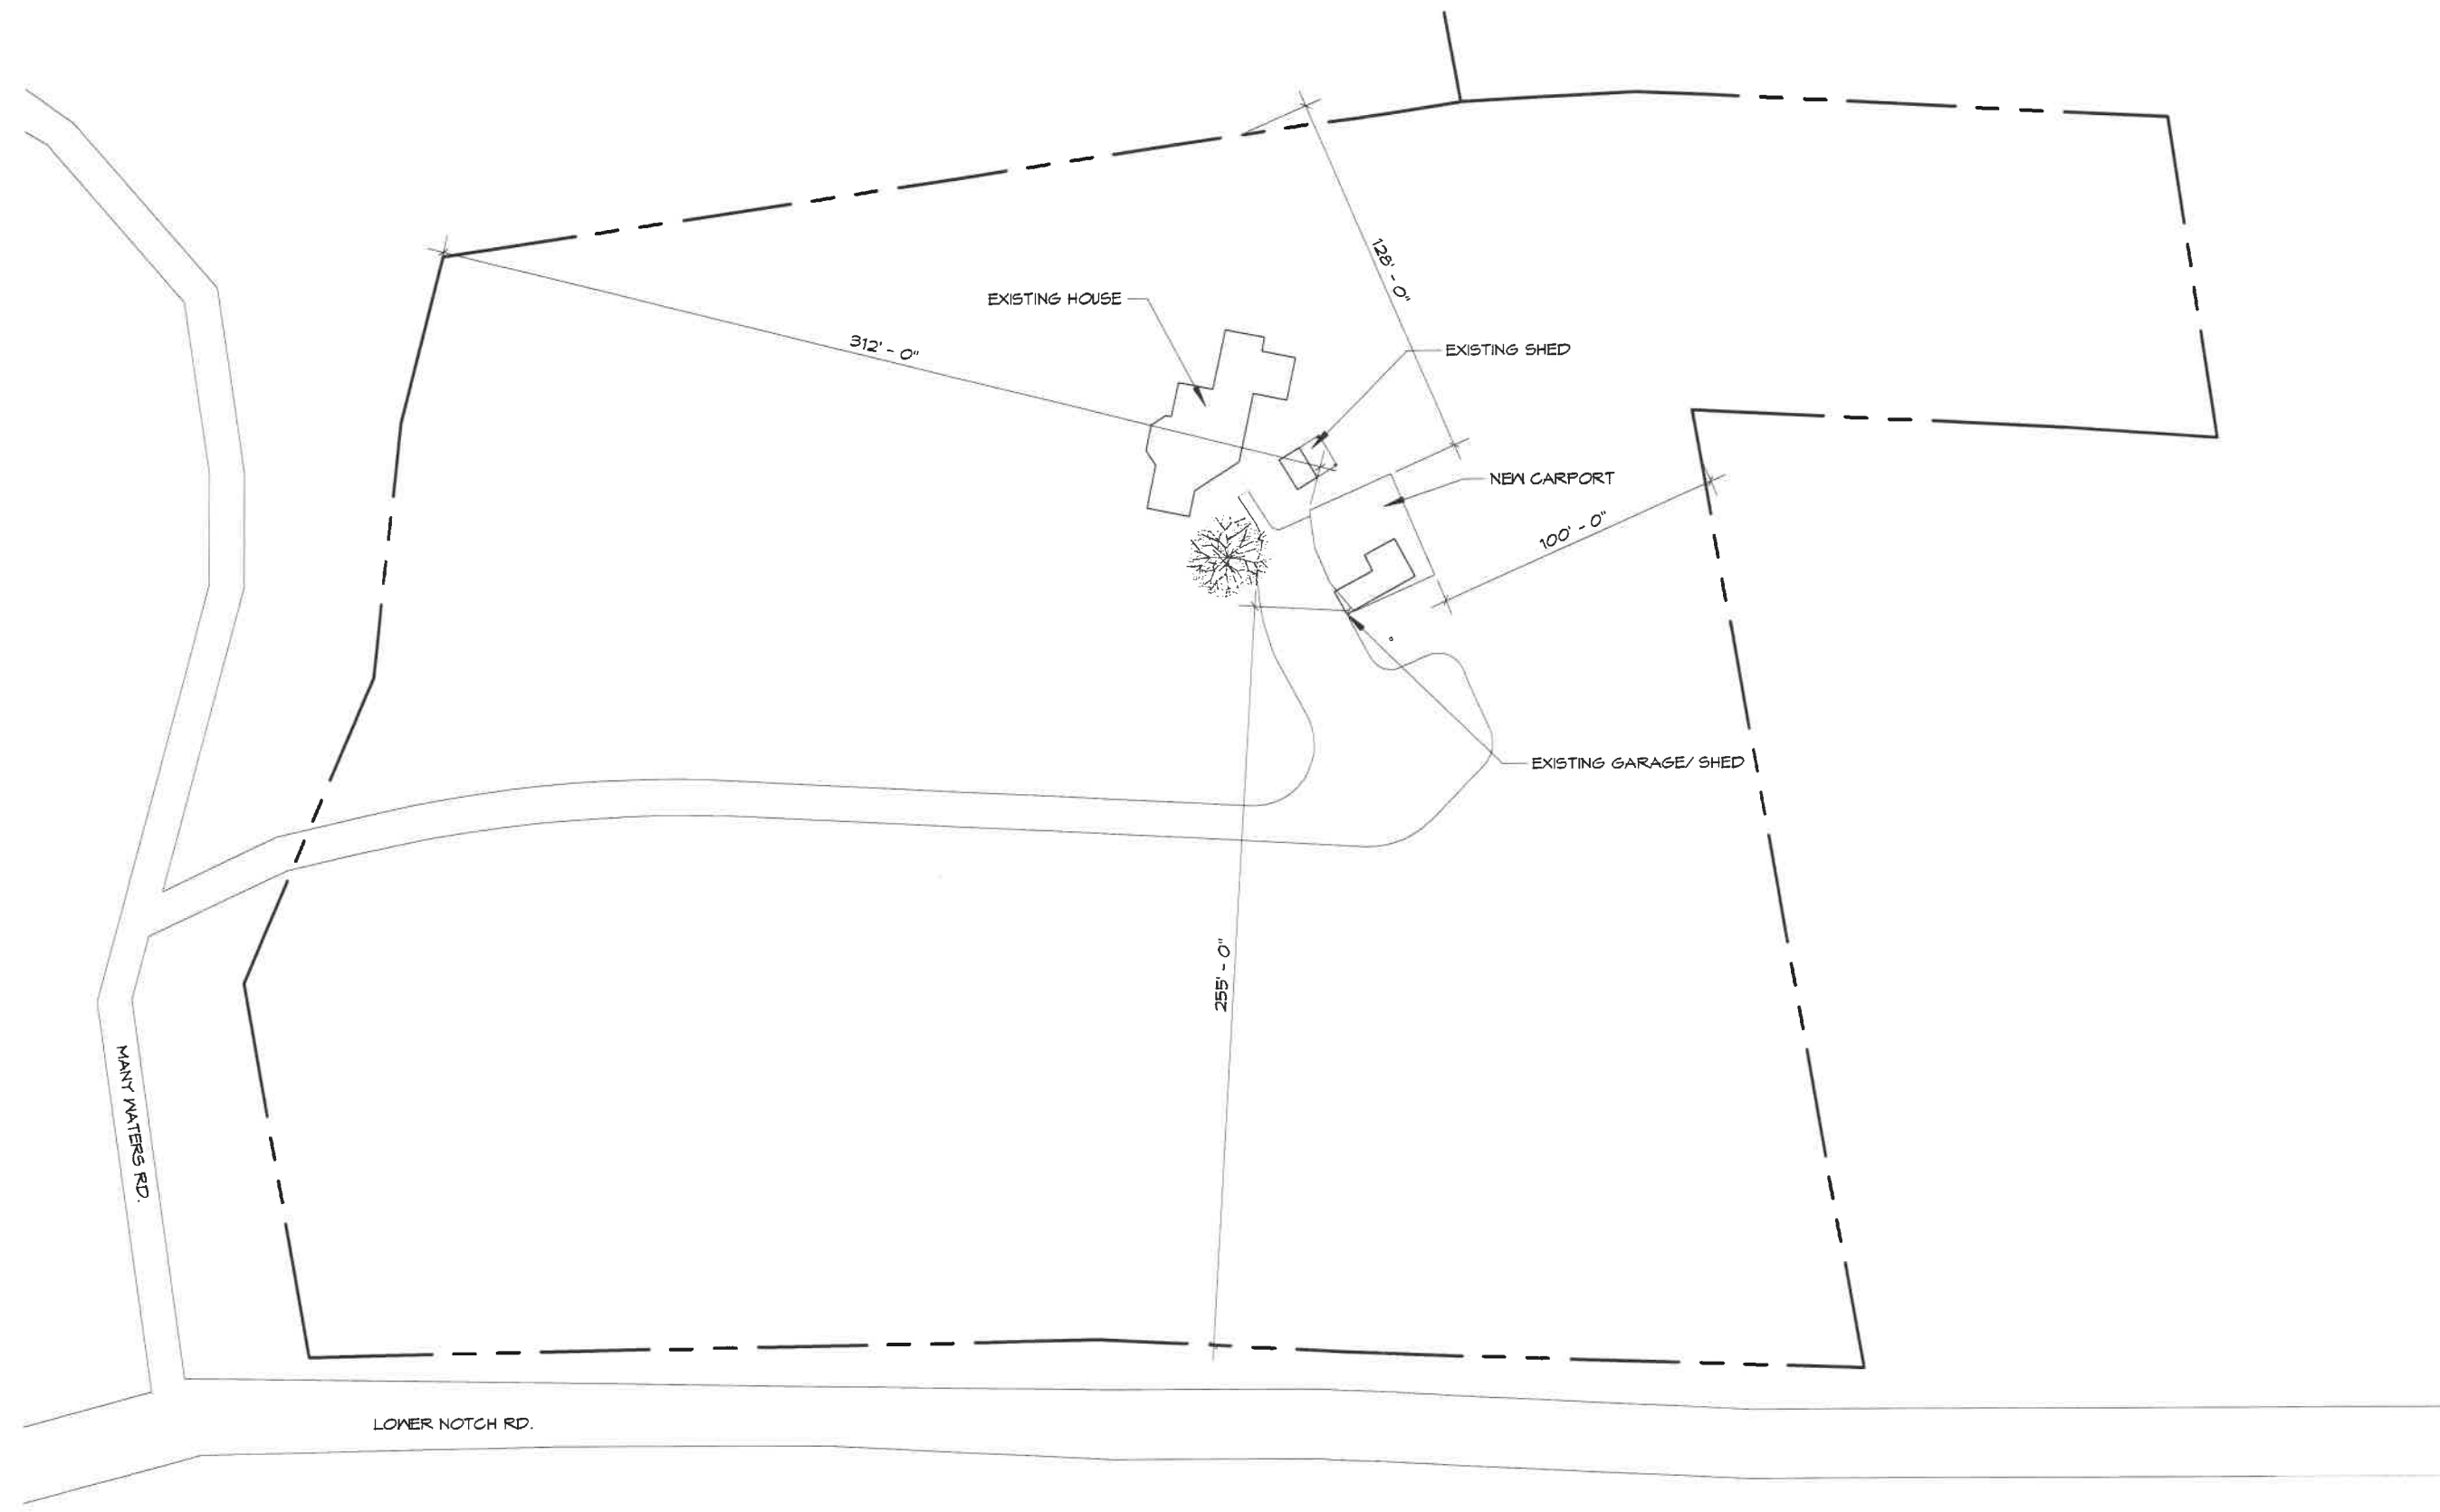 128' - 0"
EXISTING HOUSE
312' - 0"
EXISTING SHED
NEW CARPORT
100' - 0"
EXISTING GARAGE/ SHED
255' - 0"
MANY WATERS RD.
LOWER NOTCH RD.